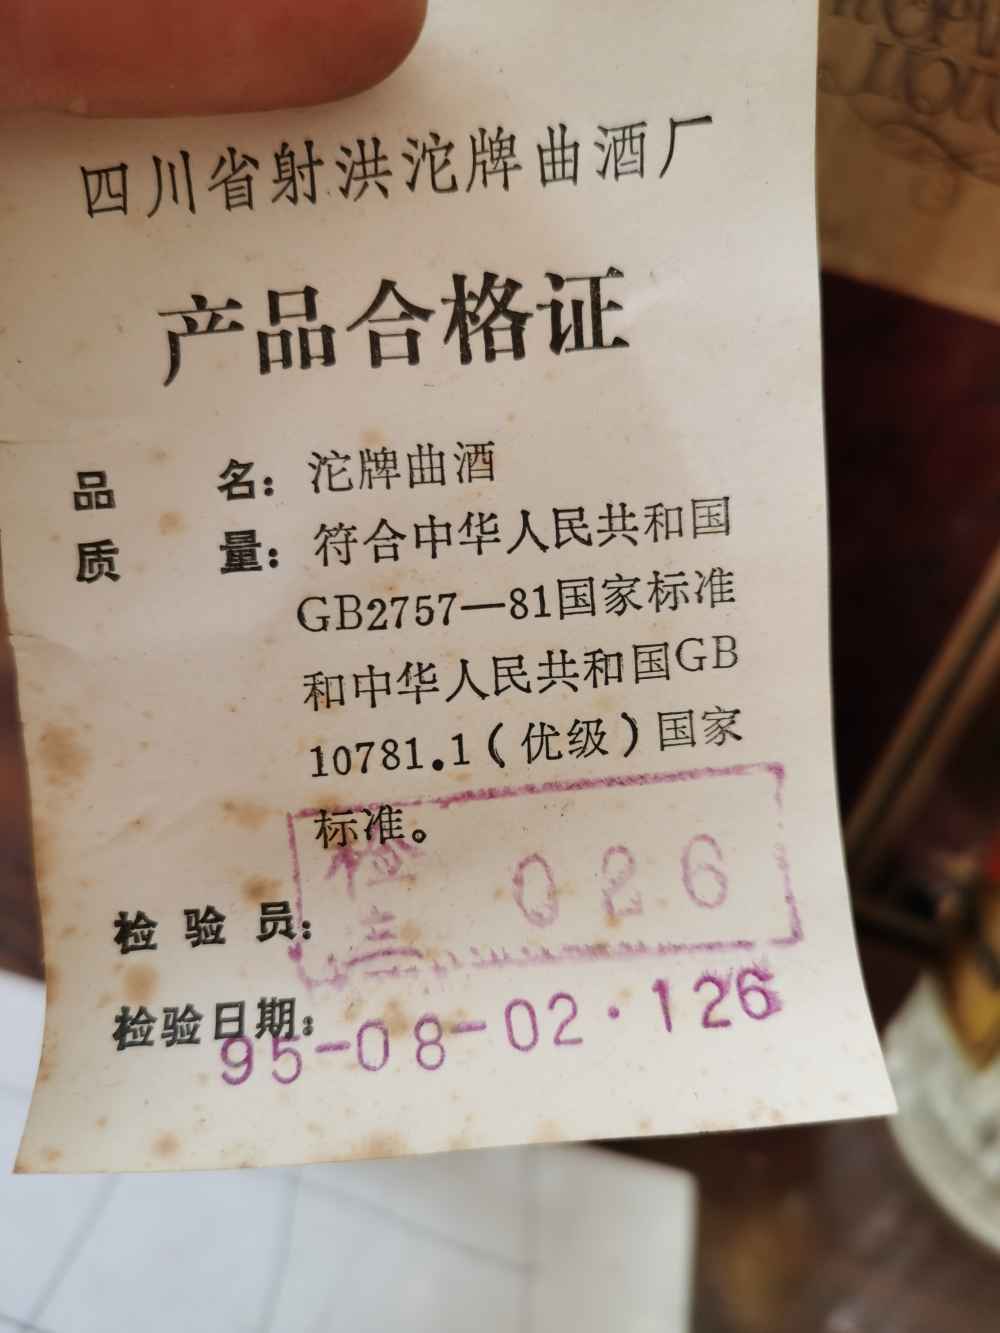 四川省射洪沱牌曲酒厂
产品合格证
品 名：沱牌曲酒
质 量：符合中华人民共和国
GB2757—81国家标准
和中华人民共和国GB
10781.1（优级）国家
标准。
检 026
检验员：
检验日期：
95-08-02·126